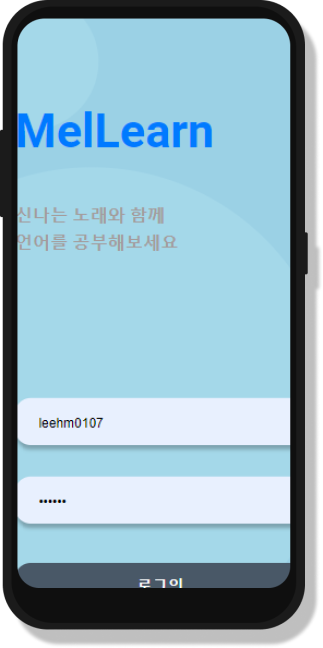 MelLearn
신나는 노래와 함께
언어를 공부해보세요
leehm0107
••••••
로그인